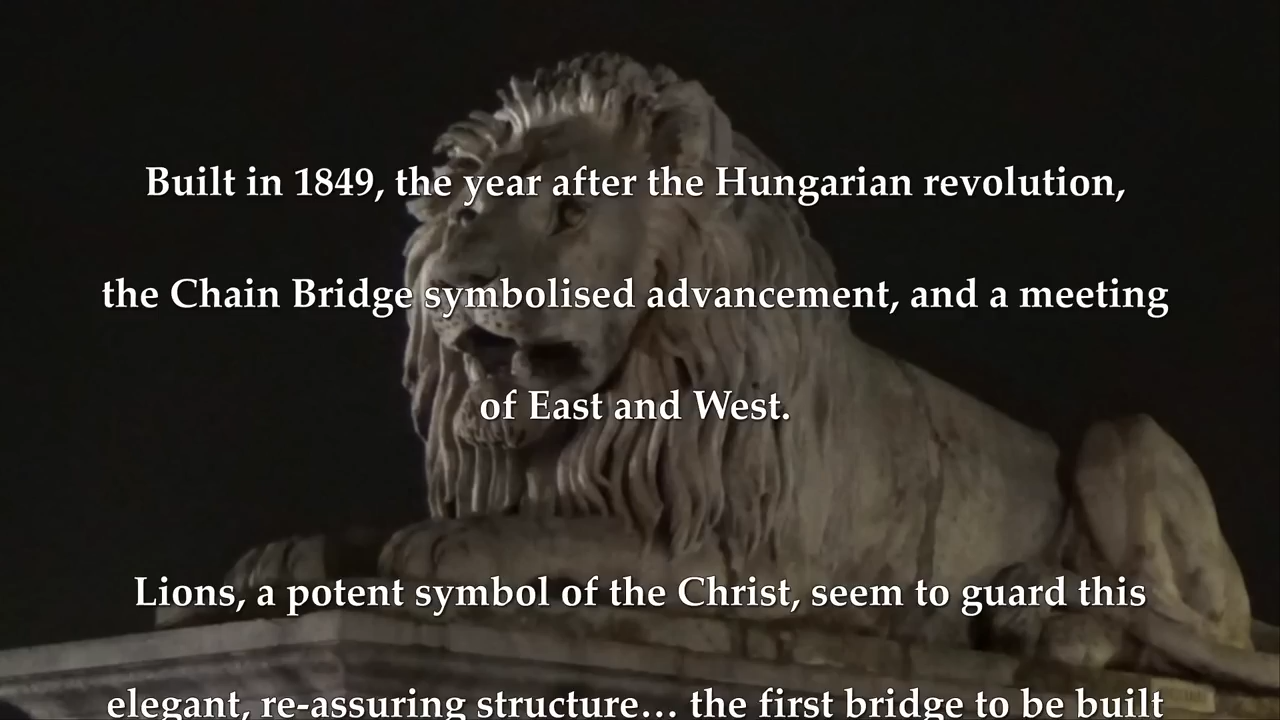 Built in 1849, the year after the Hungarian revolution,
the Chain Bridge symbolised advancement, and a meeting
of East and West.
Lions, a potent symbol of the Christ, seem to guard this
elegant, re-assuring structure… the first bridge to be built